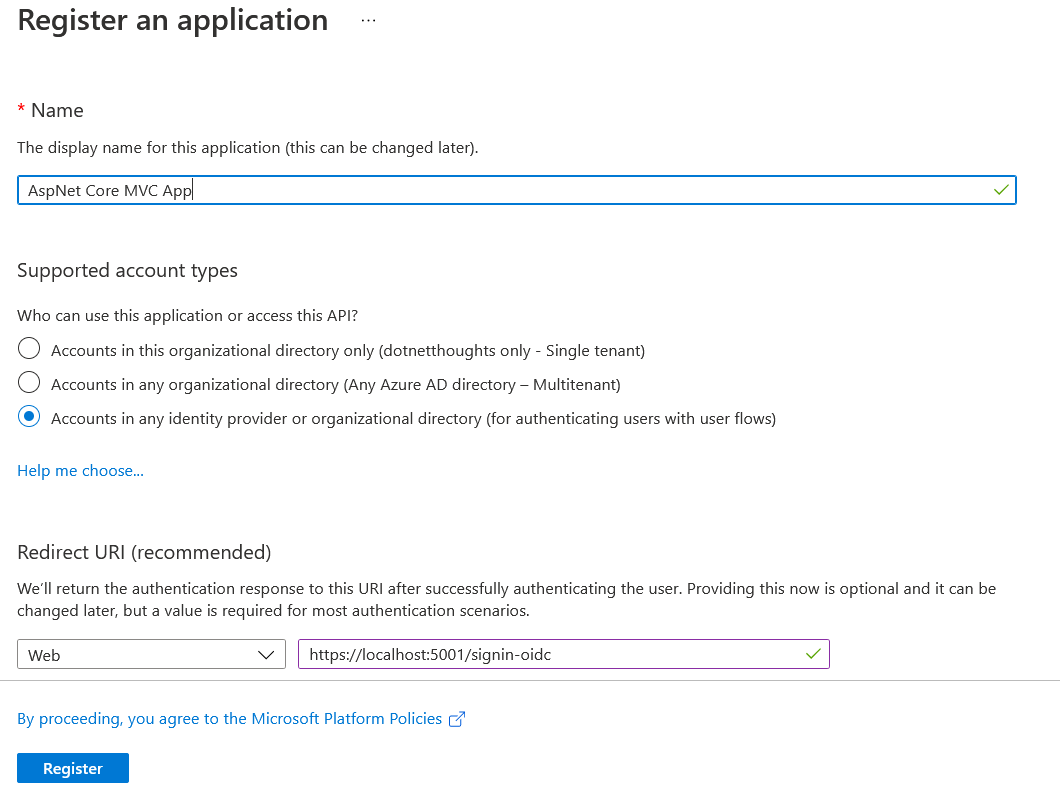 Register an application ...
* Name
The display name for this application (this can be changed later).
AspNet Core MVC App
Supported account types
Who can use this application or access this API?
Accounts in this organizational directory only (dotnetthoughts only - Single tenant)
Accounts in any organizational directory (Any Azure AD directory – Multitenant)
Accounts in any identity provider or organizational directory (for authenticating users with user flows)
Help me choose...
Redirect URI (recommended)
We’ll return the authentication response to this URI after successfully authenticating the user. Providing this now is optional and it can be
changed later, but a value is required for most authentication scenarios.
Web https://localhost:5001/signin-oidc
By proceeding, you agree to the Microsoft Platform Policies
Register